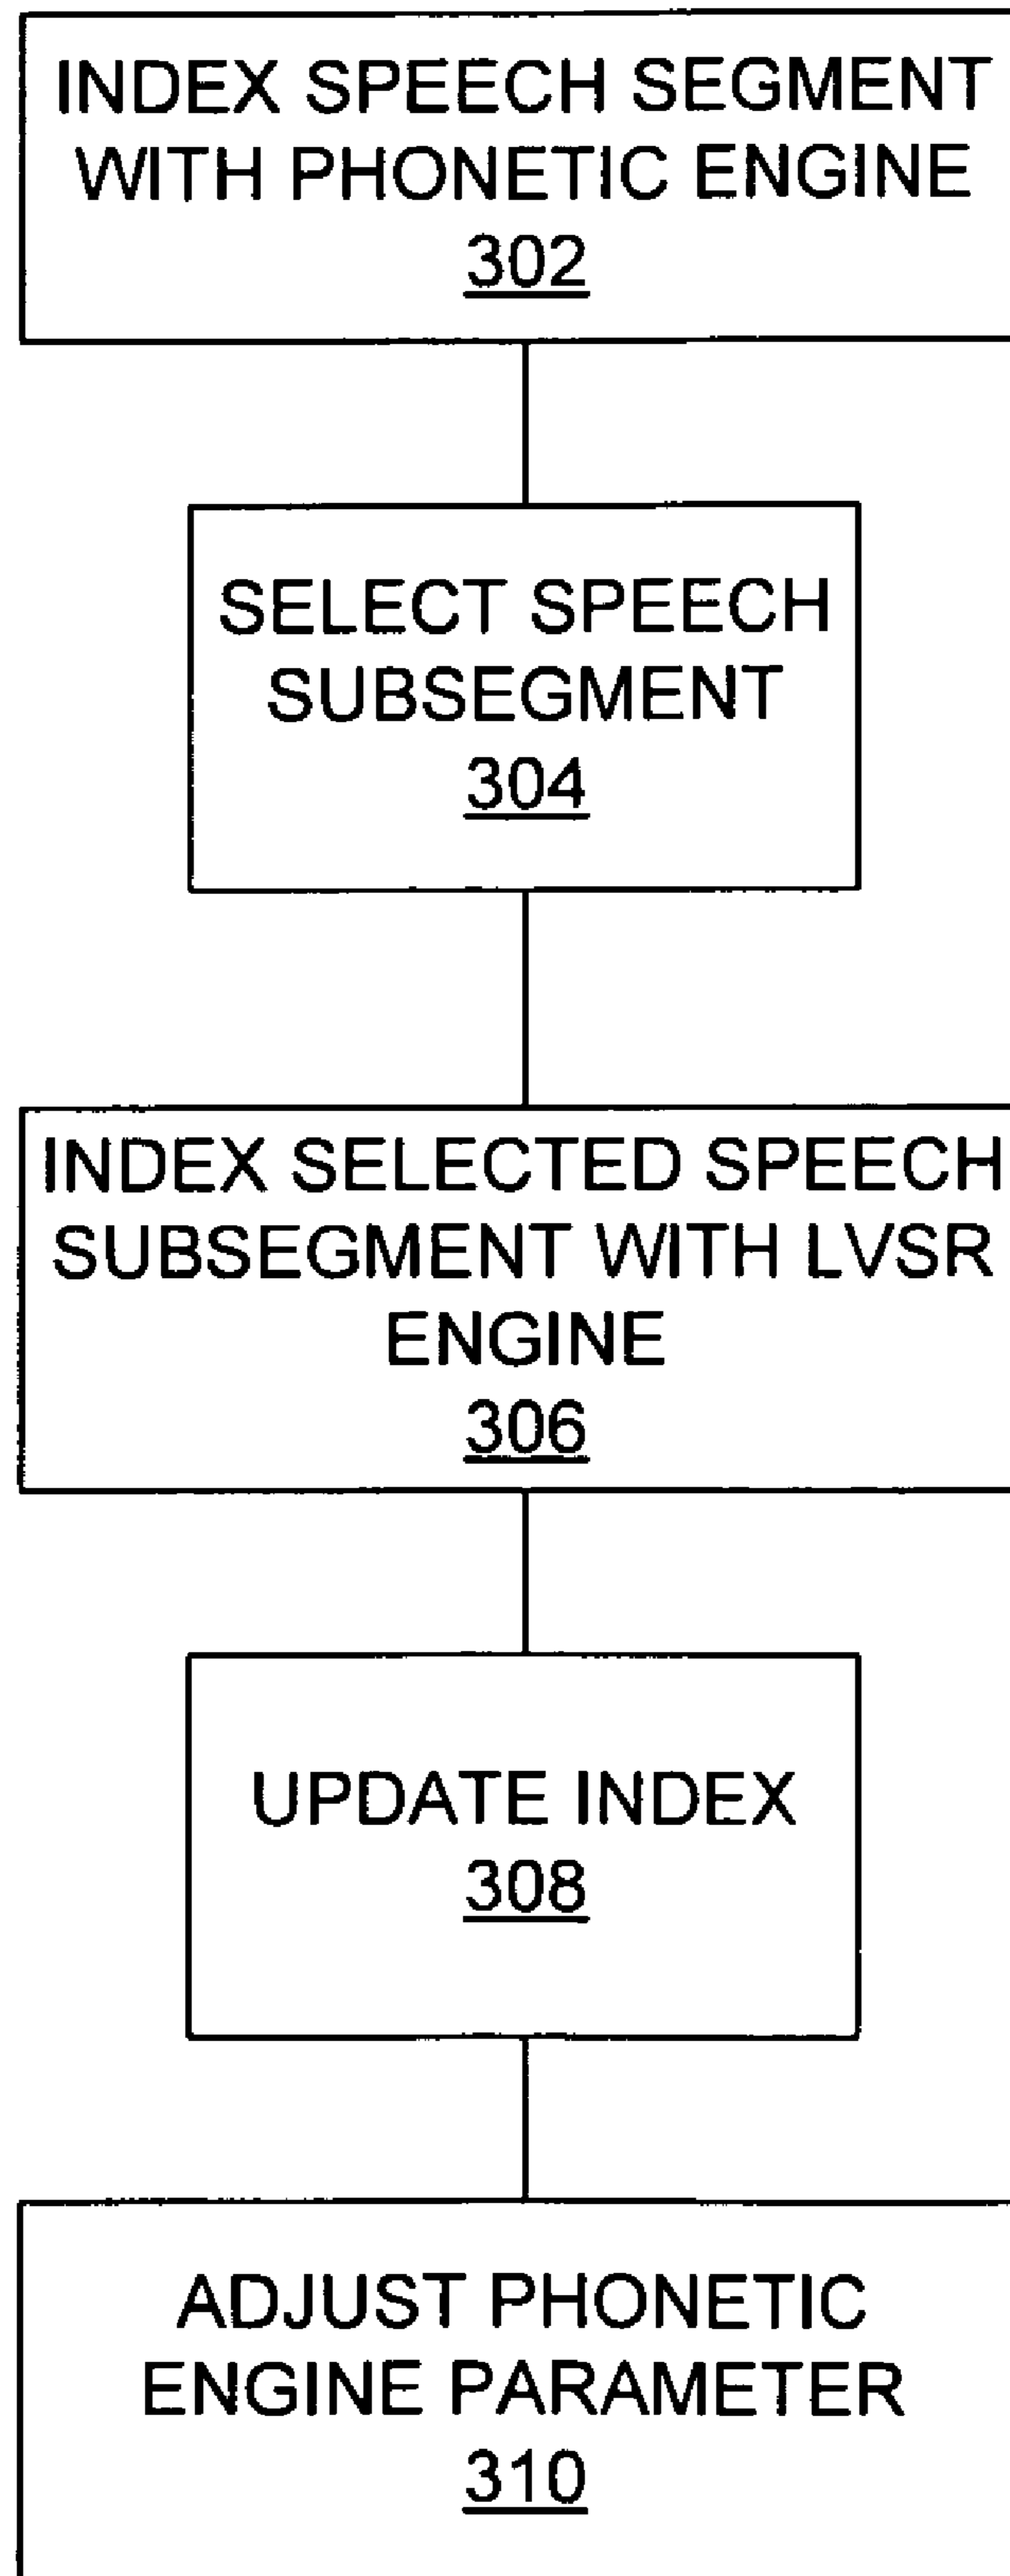 INDEX SPEECH SEGMENT
WITH PHONETIC ENGINE
302
SELECT SPEECH
SUBSEGMENT
304
INDEX SELECTED SPEECH
SUBSEGMENT WITH LVSR
ENGINE
306
UPDATE INDEX
308
ADJUST PHONETIC
ENGINE PARAMETER
310